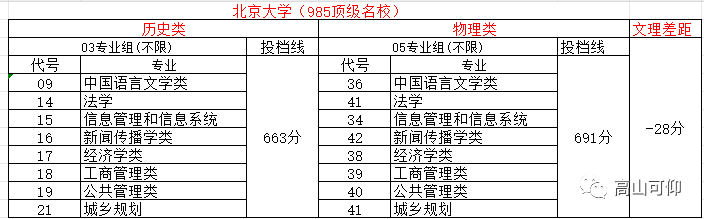 北京大学（985顶级名校）
历史类 物理类 文理差距
03专业组(不限) 投档线 05专业组(不限) 投档线
代号 专业 代号 专业
09 中国语言文学类 36 中国语言文学类
14 法学 41 法学
15 信息管理和信息系统 34 信息管理和信息系统
16 新闻传播学类 663分 42 新闻传播学类 691分 -28分
17 经济学类 38 经济学类
18 工商管理类 39 工商管理类
19 公共管理类 40 公共管理类
21 城乡规划 41 城乡规划
高山可仰